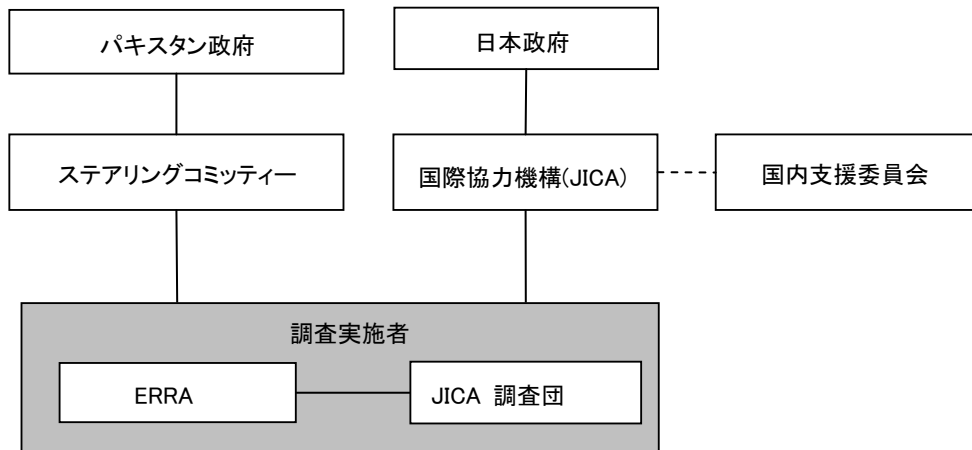 パキスタン政府
日本政府
ステアリングコミッティー
国際協力機構(JICA)
国内支援委員会
調査実施者
ERRA
JICA 調査団